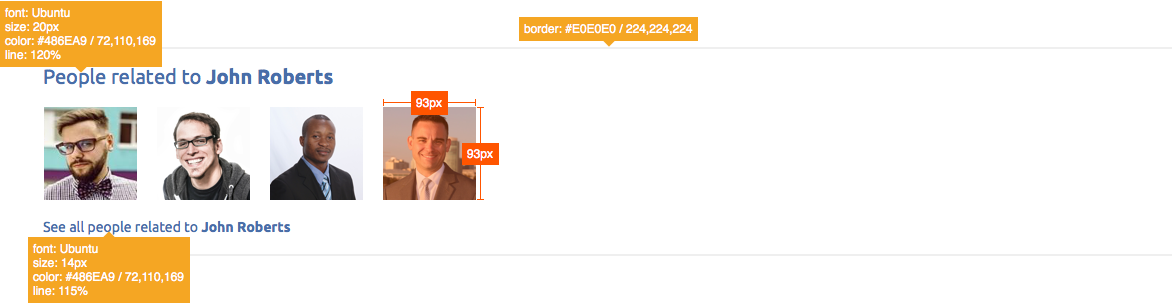 font: Ubuntu
size: 20px
color: #486EA9 / 72,110,169
line: 120%
border: #E0E0E0 / 224,224,224
People related to John Roberts
93px
93px
See all people related to John Roberts
font: Ubuntu
size: 14px
color: #486EA9 / 72,110,169
line: 115%